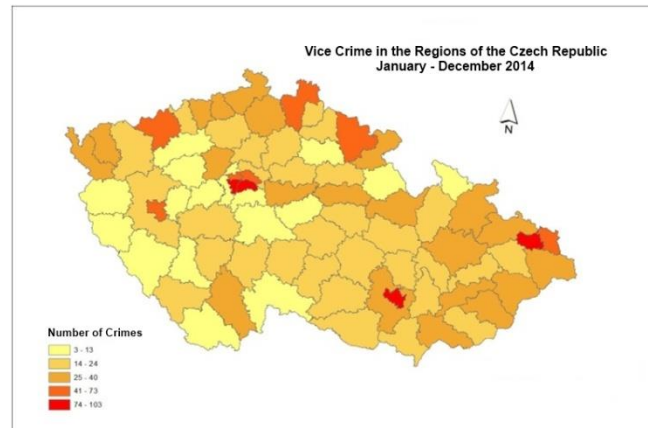 Vice Crime in the Regions of the Czech Republic
January - December 2014
N
Number of Crimes
3 - 13
14 - 24
25 - 40
41 - 73
74 - 103